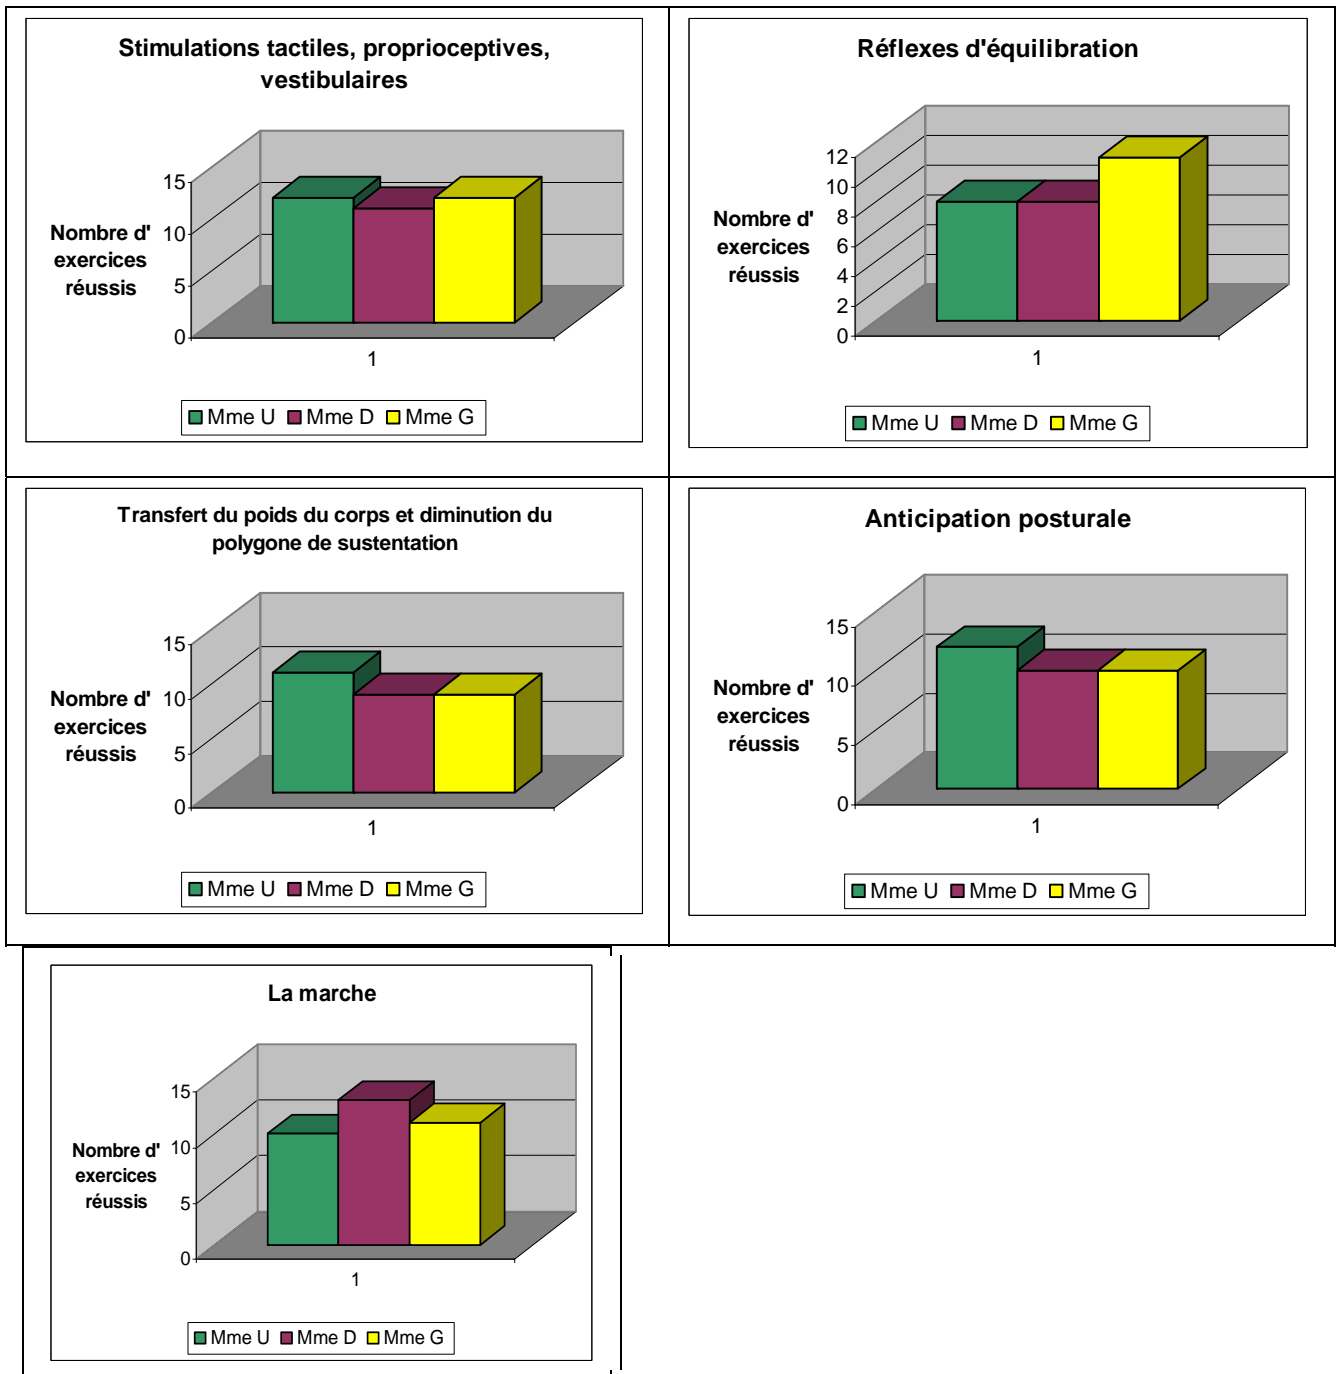 Stimulations tactiles, proprioceptives,
vestibulaires
15
10
5
0
Nombre d'
exercices
réussis
1
Mme U Mme D Mme G
Réflexes d'équilibration
12
10
8
6
4
2
0
Nombre d'
exercices
réussis
1
Mme U Mme D Mme G
Transfert du poids du corps et diminution du
polygone de sustentation
15
10
5
0
Nombre d'
exercices
réussis
1
Mme U Mme D Mme G
Anticipation posturale
15
10
5
0
Nombre d'
exercices
réussis
1
Mme U Mme D Mme G
La marche
15
10
5
0
Nombre d'
exercices
réussis
1
Mme U Mme D Mme G